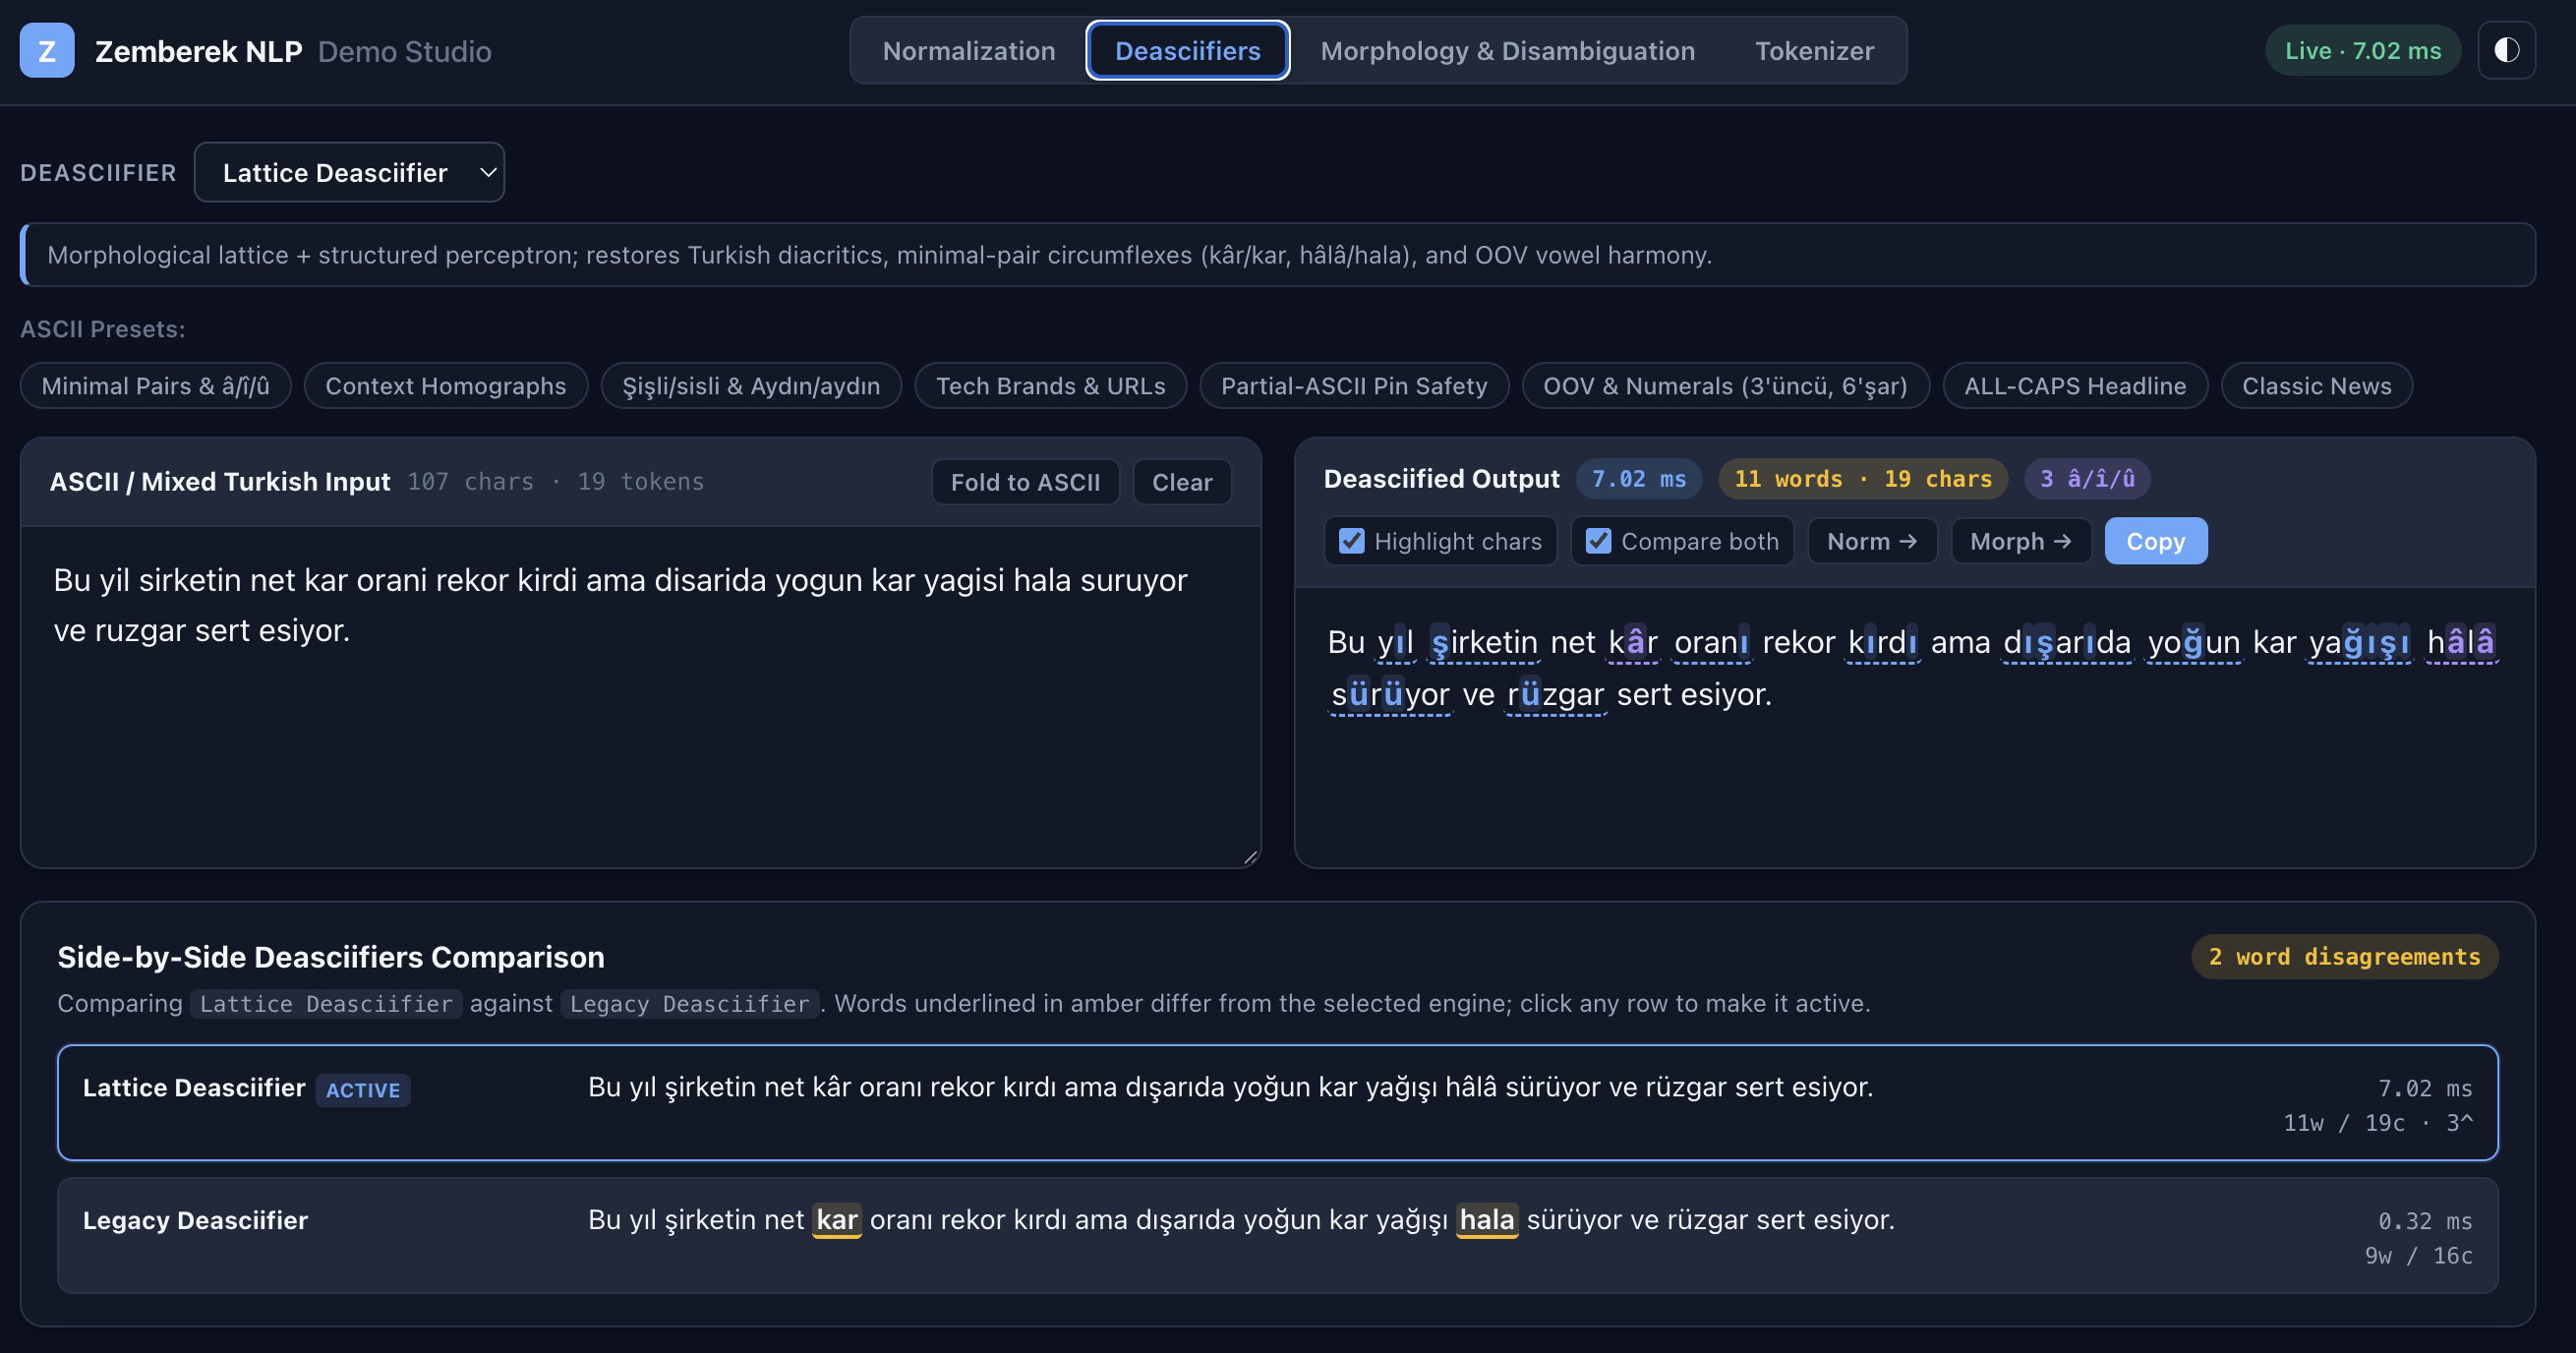 Z Zemberek NLP Demo Studio Normalization Deasciifiers Morphology & Disambiguation Tokenizer Live · 7.02 ms
DEASCIIFIER Lattice Deasciifier
Morphological lattice + structured perceptron; restores Turkish diacritics, minimal-pair circumflexes (kâr/kar, hâlâ/hala), and OOV vowel harmony.
ASCII Presets:
Minimal Pairs & â/î/û Context Homographs Şişli/sisli & Aydın/aydın Tech Brands & URLs Partial-ASCII Pin Safety OOV & Numerals (3'üncü, 6'şar) ALL-CAPS Headline Classic News
ASCII / Mixed Turkish Input 107 chars · 19 tokens Fold to ASCII Clear
Bu yil sirketin net kar orani rekor kirdi ama disarida yogun kar yagisi hala suruyor
ve ruzgar sert esiyor.
Deasciified Output 7.02 ms 11 words · 19 chars 3 â/î/û
Highlight chars Compare both Norm → Morph → Copy
Bu yıl şirketin net kâr oranı rekor kırdı ama dışarıda yoğun kar yağışı hâlâ
sürüyor ve rüzgar sert esiyor.
Side-by-Side Deasciifiers Comparison 2 word disagreements
Comparing Lattice Deasciifier against Legacy Deasciifier. Words underlined in amber differ from the selected engine; click any row to make it active.
Lattice Deasciifier ACTIVE Bu yıl şirketin net kâr oranı rekor kırdı ama dışarıda yoğun kar yağışı hâlâ sürüyor ve rüzgar sert esiyor. 7.02 ms
11w / 19c · 3^
Legacy Deasciifier Bu yıl şirketin net kar oranı rekor kırdı ama dışarıda yoğun kar yağışı hala sürüyor ve rüzgar sert esiyor. 0.32 ms
9w / 16c